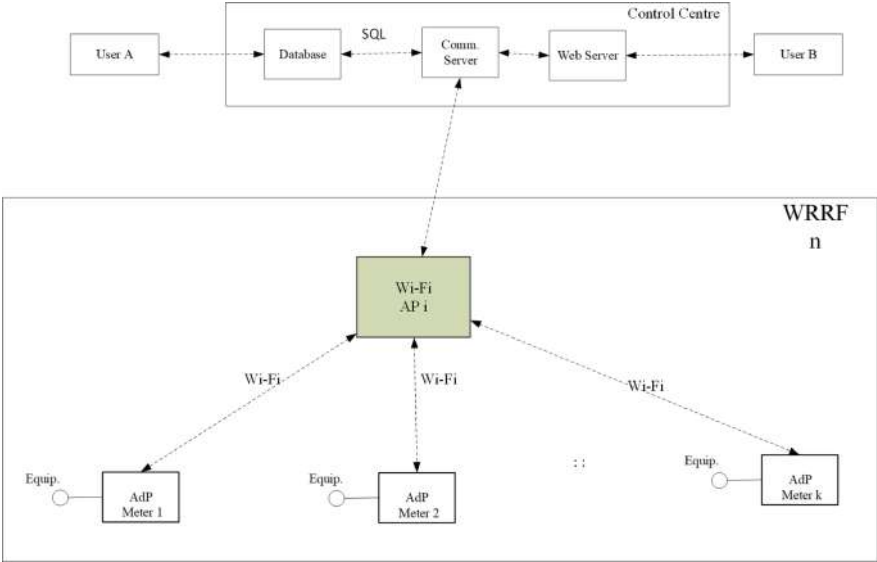 Control Centre
User A
Database
SQL
Comm.
Server
Web Server
User B
WRRF
n
Wi-Fi
AP i
Wi-Fi
Wi-Fi
Wi-Fi
Equip.
AdP
Meter 1
Equip.
AdP
Meter 2
: :
Equip.
AdP
Meter k